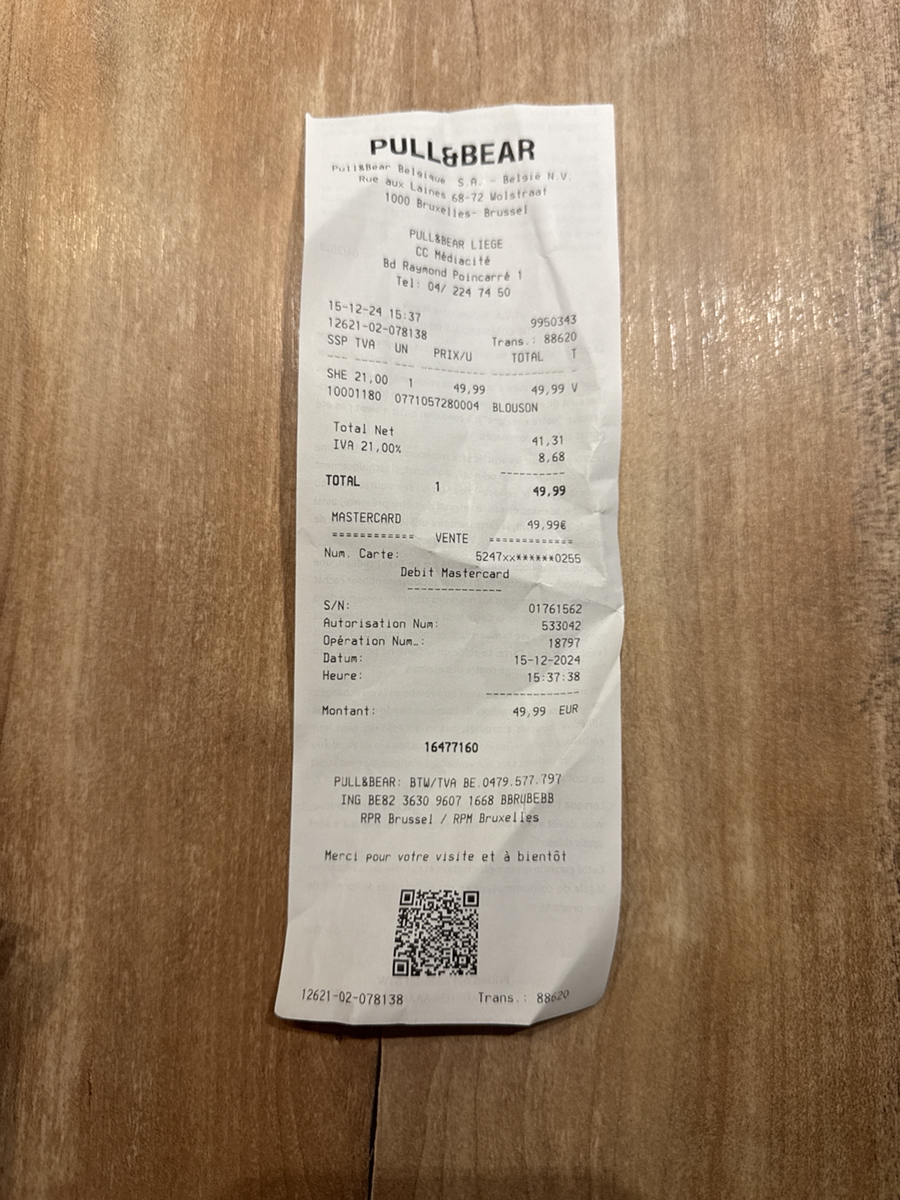 PULL&BEAR
Pull&Bear Belgique S.A. - België N.V.
Rue aux Laines 68-72 Wolstraat
1000 Bruxelles- Brussel
PULL&BEAR LIEGE
CC Médiacité
Bd Raymond Poincarré 1
Tel: 04/ 224 74 50
15-12-24 15:37 9950343
12621-02-078138 Trans.: 88620
SSP TVA UN PRIX/U TOTAL T
SHE 21,00 1 49,99 49,99 V
10001180 0771057280004 BLOUSON
Total Net 41,31
IVA 21,00% 8,68
TOTAL 1 49,99
MASTERCARD 49,99€
============ VENTE ============
Num. Carte: 5247xx******0255
Debit Mastercard
--------------
S/N: 01761562
Autorisation Num: 533042
Opération Num.: 18797
Datum: 15-12-2024
Heure: 15:37:38
--------------
Montant: 49,99 EUR
16477160
PULL&BEAR: BTW/TVA BE.0479.577.797
ING BE82 3630 9607 1668 BBRUBEBB
RPR Brussel / RPM Bruxelles
Merci pour votre visite et à bientôt
12621-02-078138 Trans.: 88620